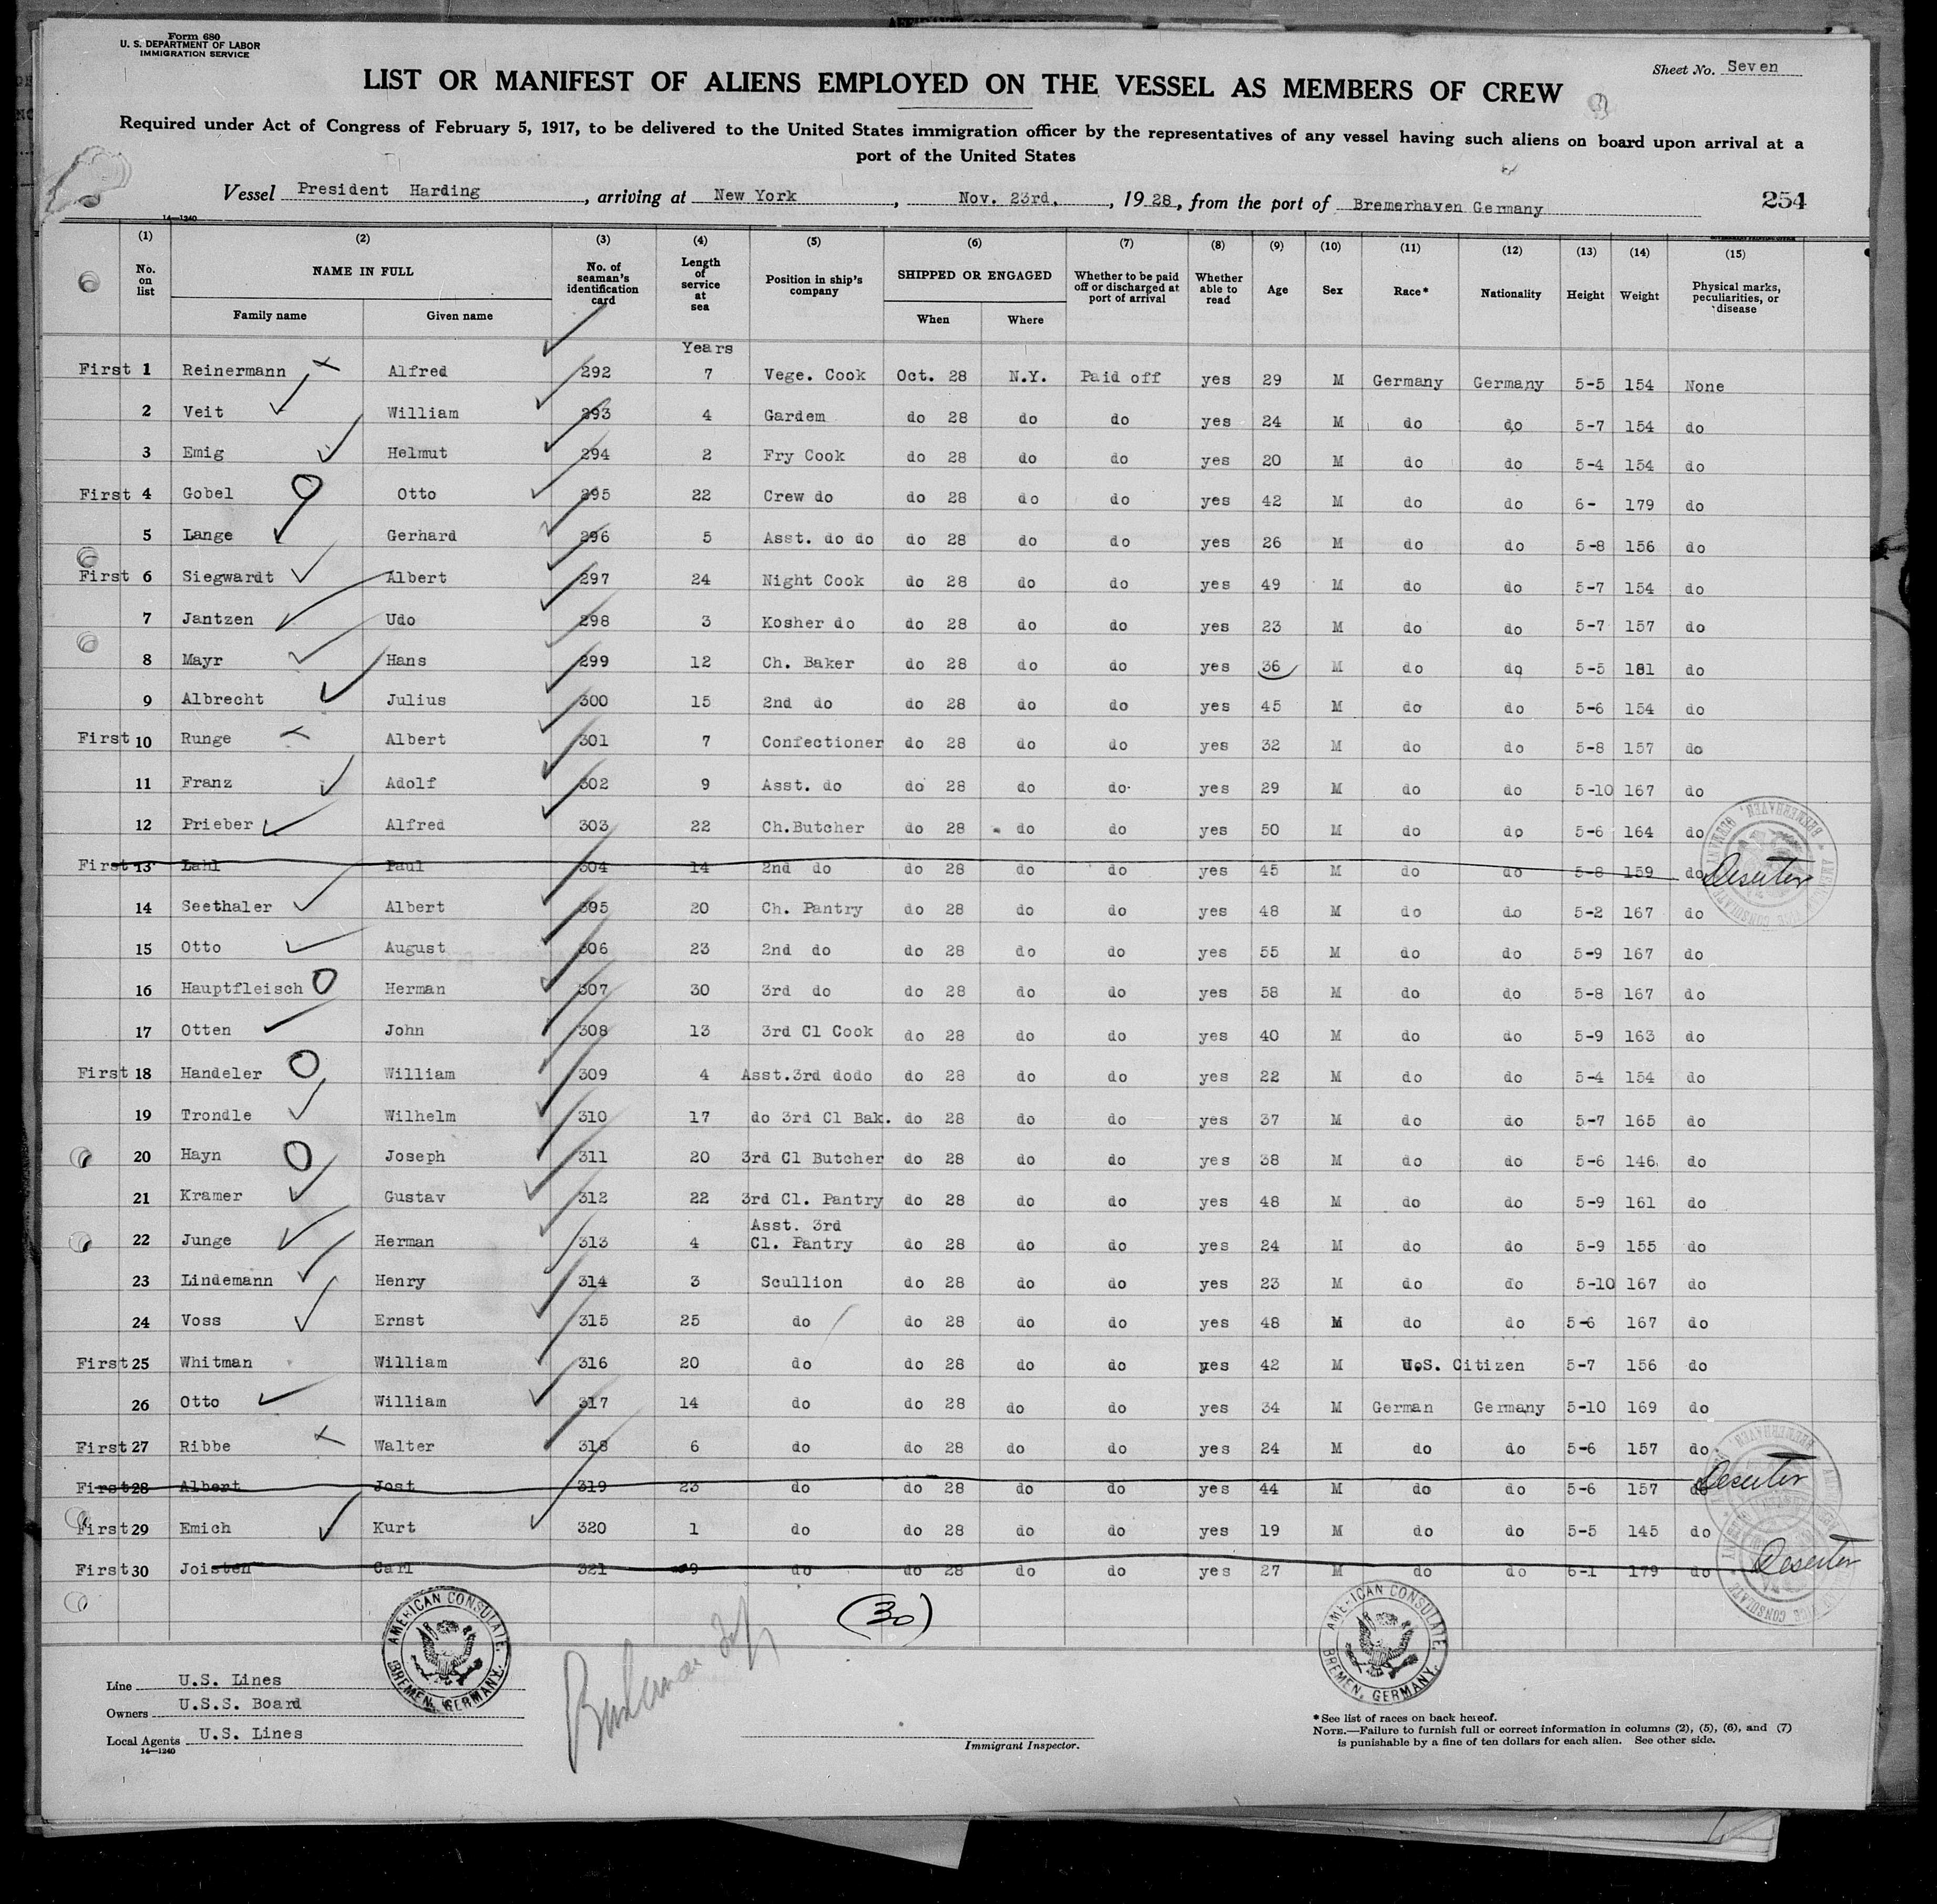 Form 680
U. S. DEPARTMENT OF LABOR
IMMIGRATION SERVICE
Sheet No. Seven
LIST OR MANIFEST OF ALIENS EMPLOYED ON THE VESSEL AS MEMBERS OF CREW
Required under Act of Congress of February 5, 1917, to be delivered to the United States immigration officer by the representatives of any vessel having such aliens on board upon arrival at a
port of the United States
Vessel President Harding, arriving at New York, Nov. 23rd., 1928, from the port of Bremerhaven Germany 254
14—1240
(1) (2) (3) (4) (5) (6) (7) (8) (9) (10) (11) (12) (13) (14) (15)
No. on list NAME IN FULL Family name Given name No. of seaman's identification card Length of service at sea Position in ship's company SHIPPED OR ENGAGED When Where Whether to be paid off or discharged at port of arrival Whether able to read Age Sex Race* Nationality Height Weight Physical marks, peculiarities, or disease
Years
First 1 Reinermann Alfred 292 7 Vege. Cook Oct. 28 N.Y. Paid off yes 29 M Germany Germany 5-5 154 None
2 Veit William 293 4 Gardem do 28 do do yes 24 M do do 5-7 154 do
3 Emig Helmut 294 2 Fry Cook do 28 do do yes 20 M do do 5-4 154 do
First 4 Gobel Otto 295 22 Crew do do 28 do do yes 42 M do do 6- 179 do
5 Lange Gerhard 296 5 Asst. do do do 28 do do yes 26 M do do 5-8 156 do
First 6 Siegwardt Albert 297 24 Night Cook do 28 do do yes 49 M do do 5-7 154 do
7 Jantzen Udo 298 3 Kosher do do 28 do do yes 23 M do do 5-7 157 do
8 Mayr Hans 299 12 Ch. Baker do 28 do do yes 36 M do do 5-5 181 do
9 Albrecht Julius 300 15 2nd do do 28 do do yes 45 M do do 5-6 154 do
First 10 Runge Albert 301 7 Confectioner do 28 do do yes 32 M do do 5-8 157 do
11 Franz Adolf 302 9 Asst. do do 28 do do yes 29 M do do 5-10 167 do
12 Prieber Alfred 303 22 Ch.Butcher do 28 do do yes 50 M do do 5-6 164 do
First 13 Lahl Paul 304 14 2nd do do 28 do do yes 45 M do do 5-8 159 do Deserter
14 Seethaler Albert 305 20 Ch. Pantry do 28 do do yes 48 M do do 5-2 167 do
15 Otto August 306 23 2nd do do 28 do do yes 55 M do do 5-9 167 do
16 Hauptfleisch Herman 307 30 3rd do do 28 do do yes 58 M do do 5-8 167 do
17 Otten John 308 13 3rd Cl Cook do 28 do do yes 40 M do do 5-9 163 do
First 18 Handeler William 309 4 Asst.3rd dodo do 28 do do yes 22 M do do 5-4 154 do
19 Trondle Wilhelm 310 17 do 3rd Cl Bak. do 28 do do yes 37 M do do 5-7 165 do
20 Hayn Joseph 311 20 3rd Cl Butcher do 28 do do yes 38 M do do 5-6 146 do
21 Kramer Gustav 312 22 3rd Cl. Pantry do 28 do do yes 48 M do do 5-9 161 do
Asst. 3rd
22 Junge Herman 313 4 Cl. Pantry do 28 do do yes 24 M do do 5-9 155 do
23 Lindemann Henry 314 3 Scullion do 28 do do yes 23 M do do 5-10 167 do
24 Voss Ernst 315 25 do do 28 do do yes 48 M do do 5-6 167 do
First 25 Whitman William 316 20 do do 28 do do yes 42 M U.S. Citizen 5-7 156 do
26 Otto William 317 14 do do 28 do do yes 34 M German Germany 5-10 169 do
First 27 Ribbe Walter 318 6 do do 28 do do yes 24 M do do 5-6 157 do
First 28 Albert Jost 319 23 do do 28 do do yes 44 M do do 5-6 157 do Deserter
First 29 Emich Kurt 320 1 do do 28 do do yes 19 M do do 5-5 145 do
First 30 Joisten Carl 321 9 do do 28 do do yes 27 M do do 6-1 179 do Deserter
(30)
AMERICAN CONSULATE. BREMEN, GERMANY.
AMERICAN CONSULATE. BREMEN, GERMANY.
Line U.S. Lines
Owners U.S.S. Board
Local Agents U.S. Lines
14—1240
Immigrant Inspector.
*See list of races on back hereof.
NOTE.—Failure to furnish full or correct information in columns (2), (5), (6), and (7)
is punishable by a fine of ten dollars for each alien. See other side.